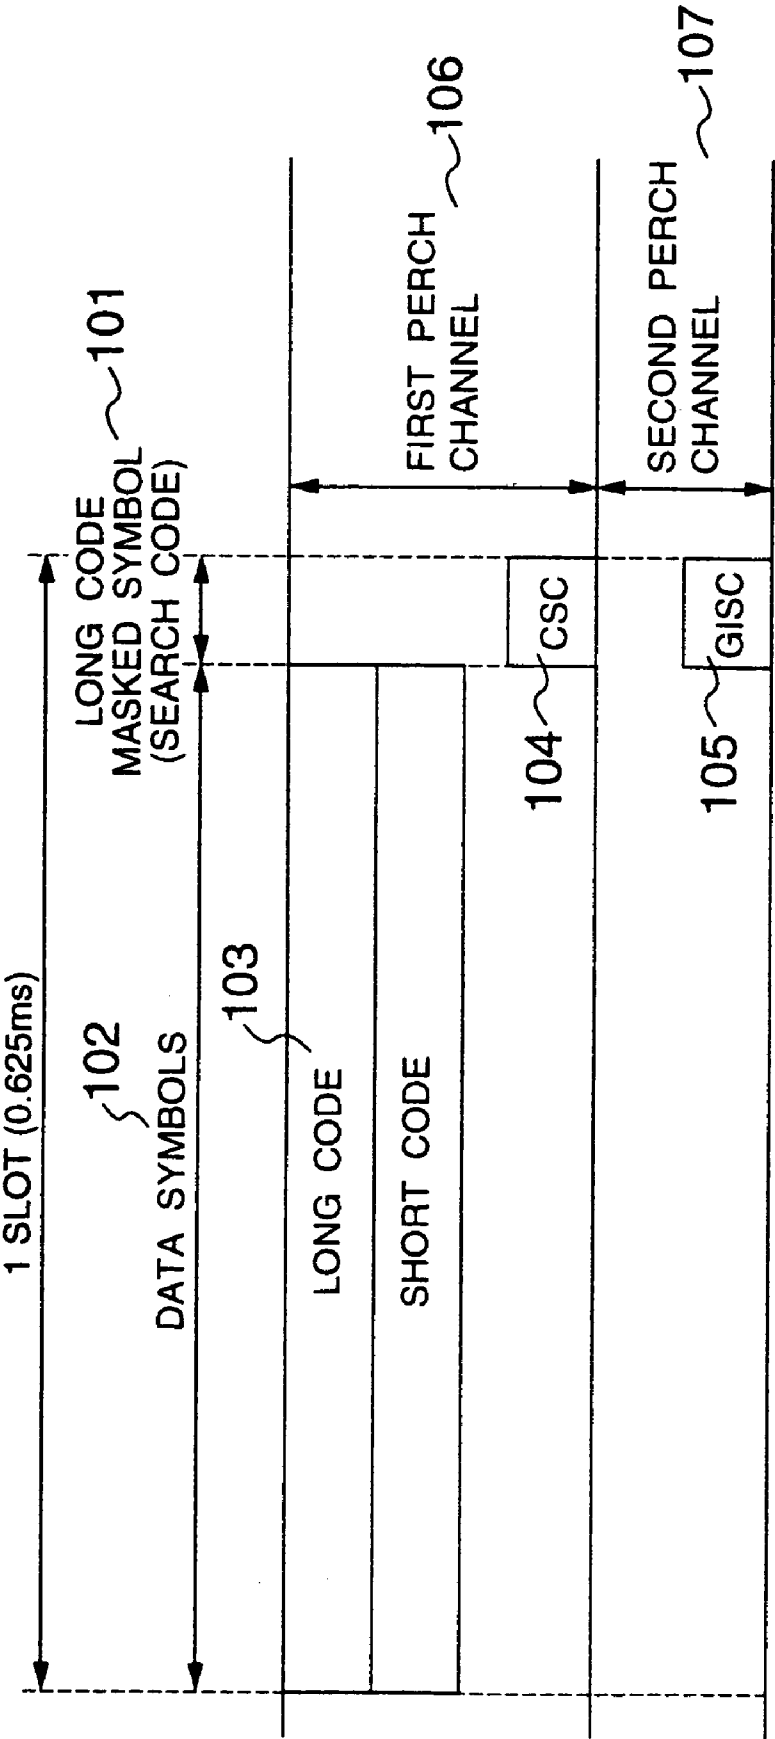 1 SLOT (0.625ms)
LONG CODE
MASKED SYMBOL
(SEARCH CODE)
101
102
DATA SYMBOLS
103
LONG CODE
SHORT CODE
104
CSC
FIRST PERCH
CHANNEL
106
105
GISC
SECOND PERCH
CHANNEL
107